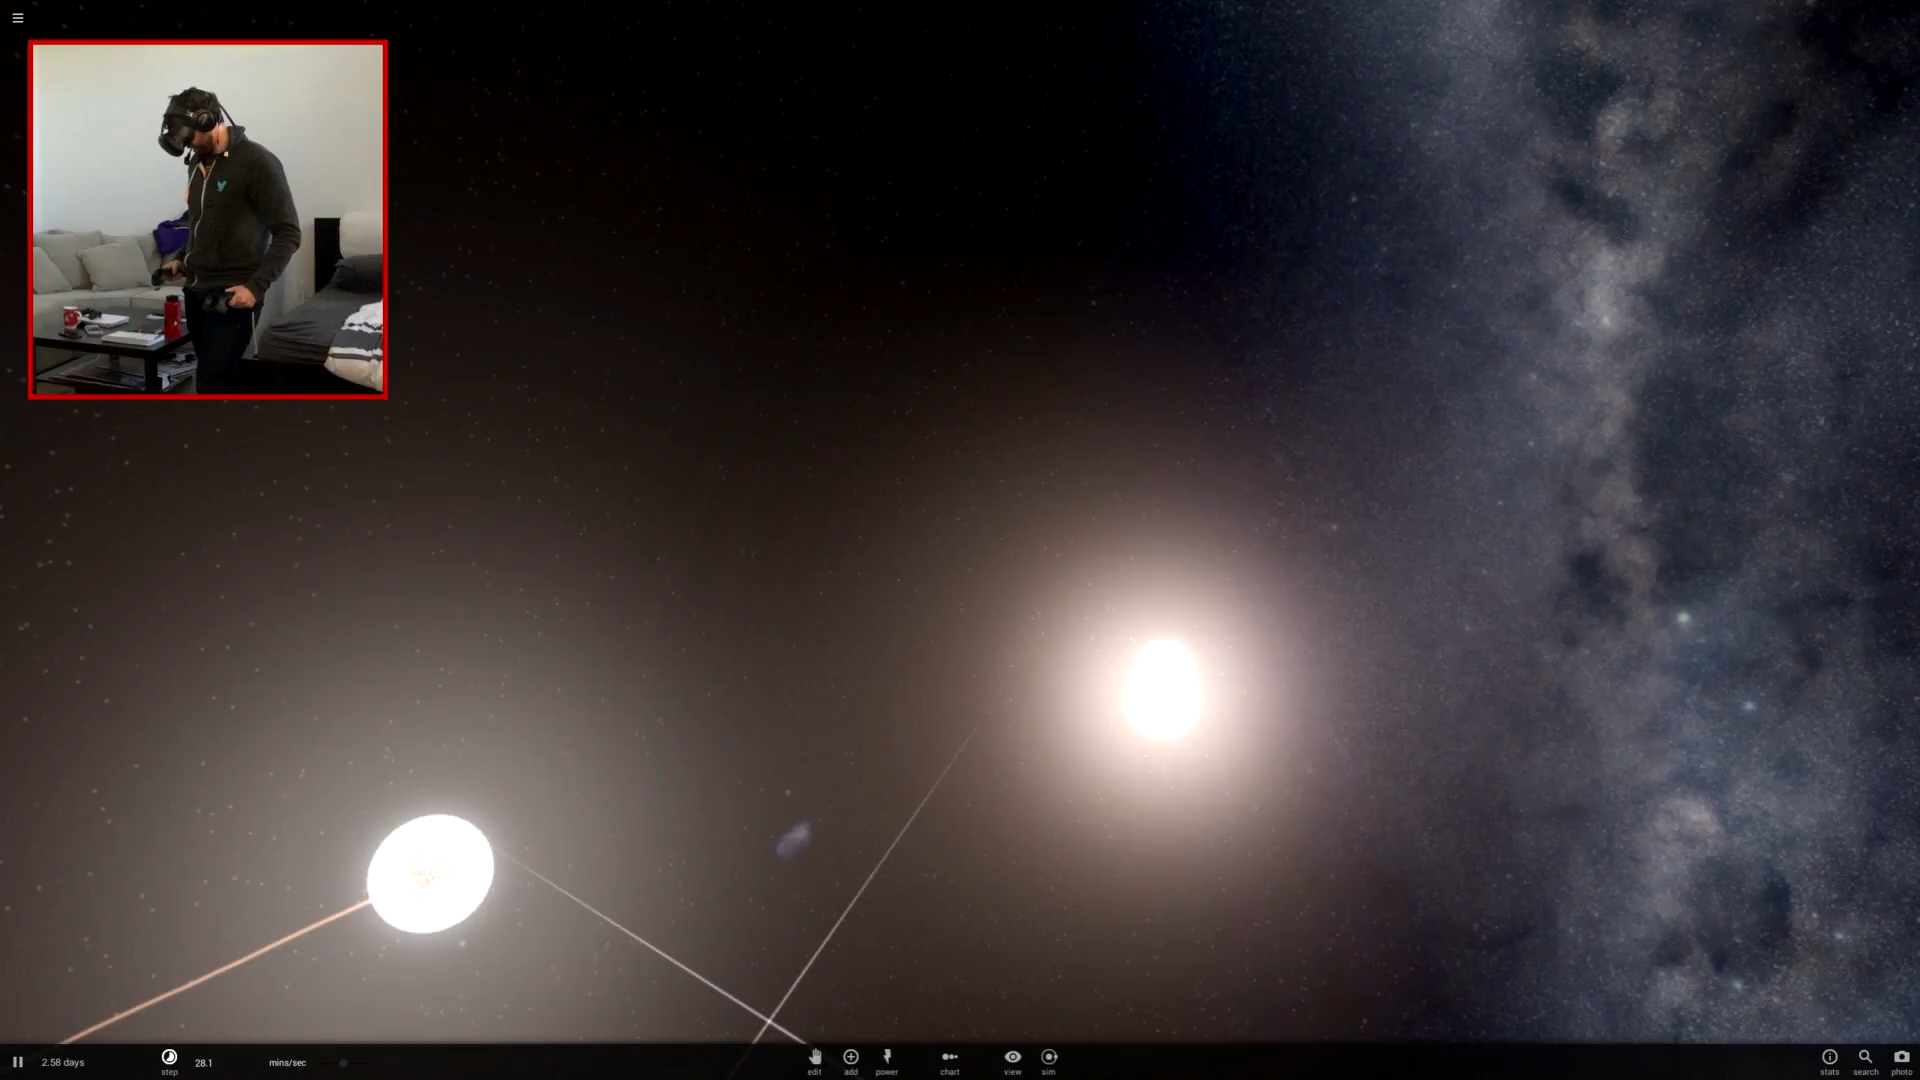 2.58 days
step
28.1
mins/sec
edit
add
power
chart
view
sim
stats
search
photo